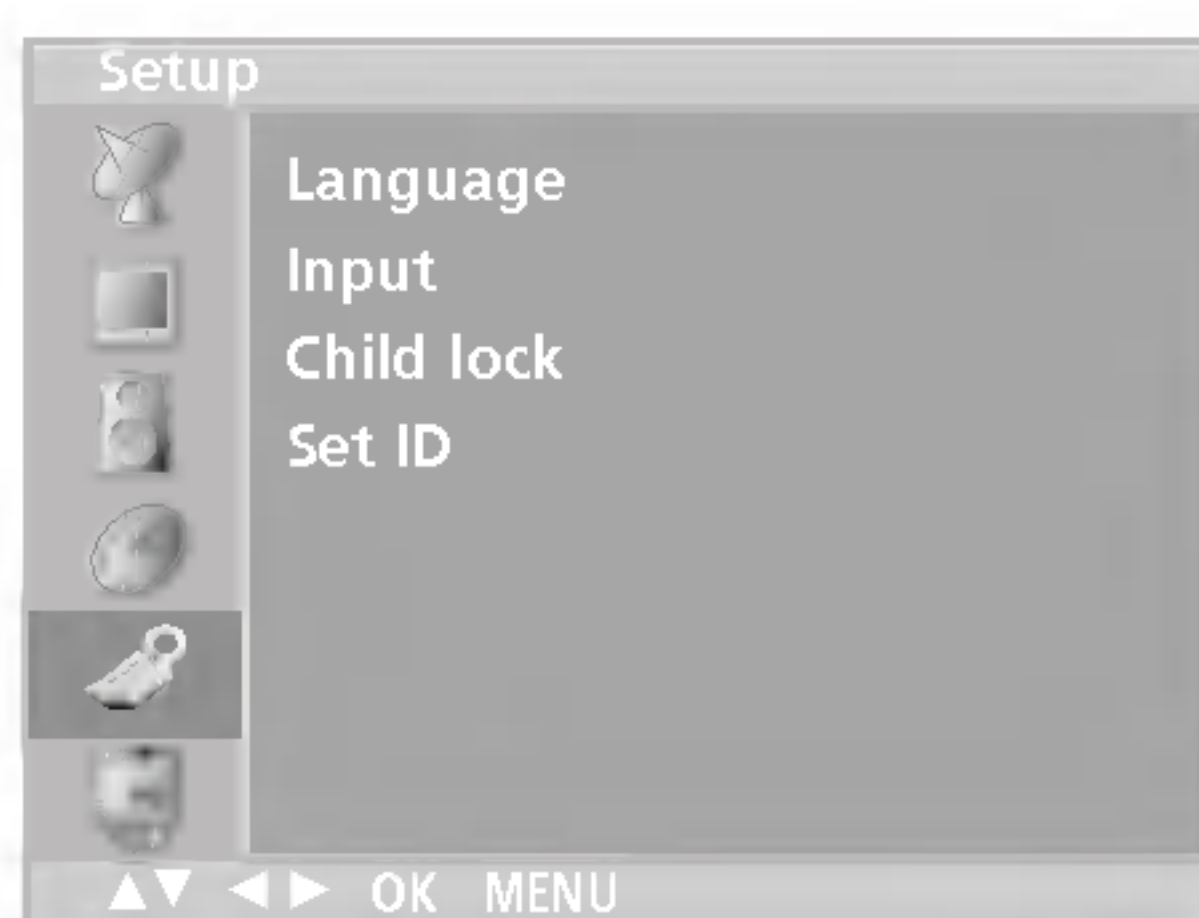 Setup
Language
Input
Child lock
Set ID
▲▼ ◀ ▶ OK MENU